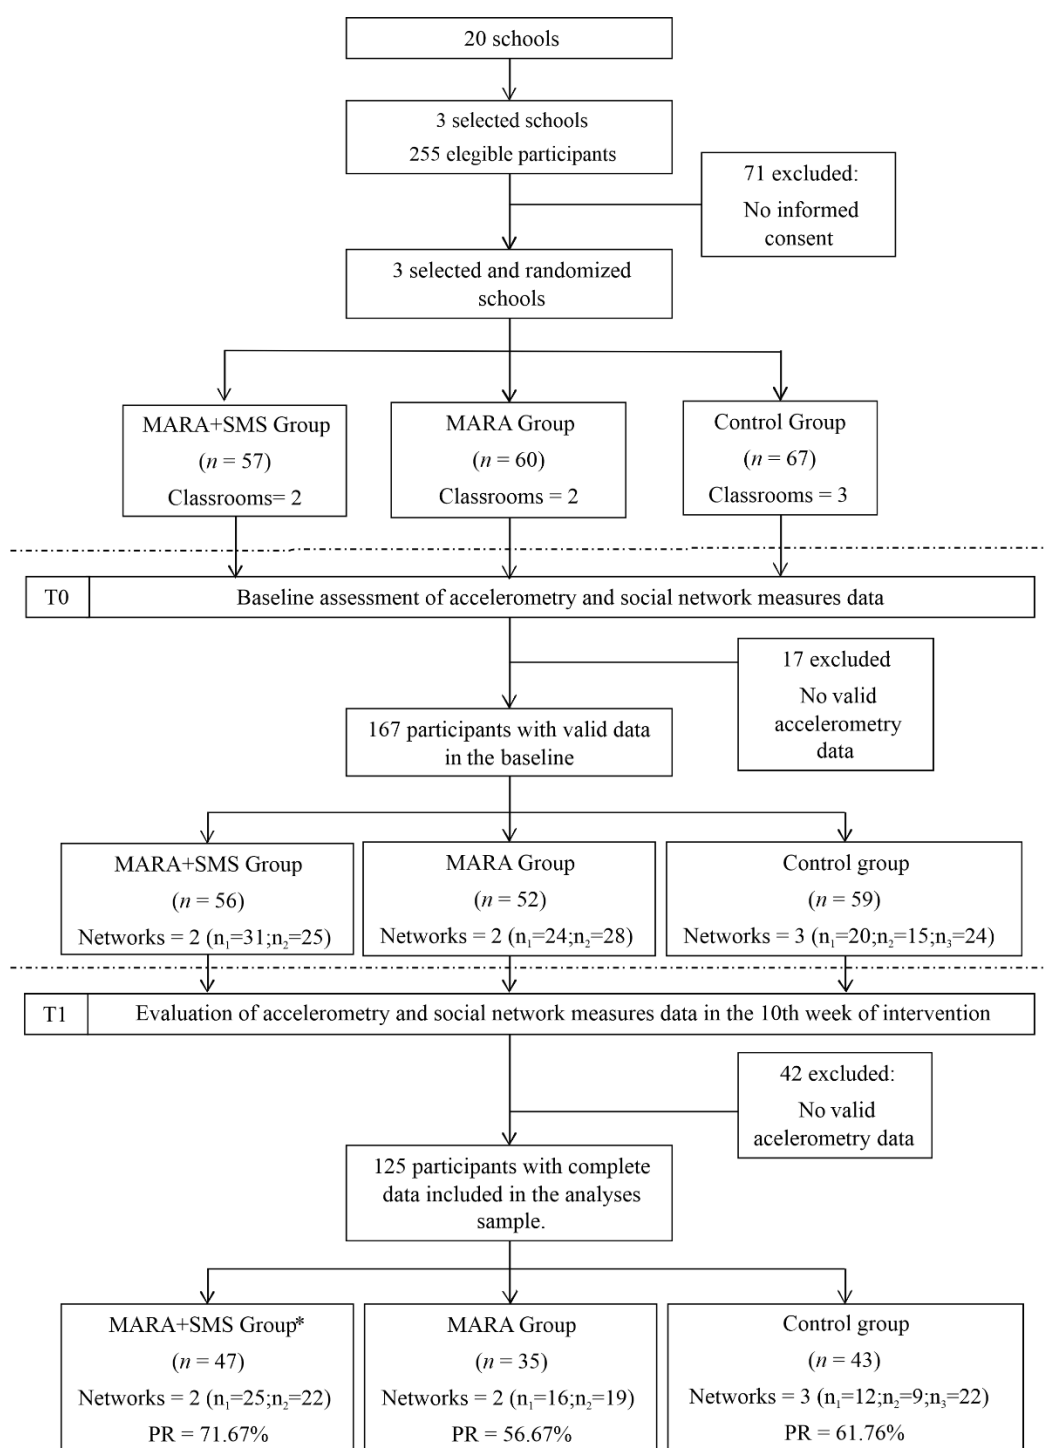 20 schools
3 selected schools
255 elegible participants
71 excluded:
No informed
consent
3 selected and randomized
schools
MARA+SMS Group
(n = 57)
Classrooms= 2
MARA Group
(n = 60)
Classrooms = 2
Control Group
(n = 67)
Classrooms = 3
T0
Baseline assessment of accelerometry and social network measures data
17 excluded
No valid
accelerometry
data
167 participants with valid data
in the baseline
MARA+SMS Group
(n = 56)
Networks = 2 (n₁=31;n₂=25)
MARA Group
(n = 52)
Networks = 2 (n₁=24;n₂=28)
Control group
(n = 59)
Networks = 3 (n₁=20;n₂=15;n₃=24)
T1
Evaluation of accelerometry and social network measures data in the 10th week of intervention
42 excluded:
No valid
acelerometry data
125 participants with complete
data included in the analyses
sample.
MARA+SMS Group*
(n = 47)
Networks = 2 (n₁=25;n₂=22)
PR = 71.67%
MARA Group
(n = 35)
Networks = 2 (n₁=16;n₂=19)
PR = 56.67%
Control group
(n = 43)
Networks = 3 (n₁=12;n₂=9;n₃=22)
PR = 61.76%